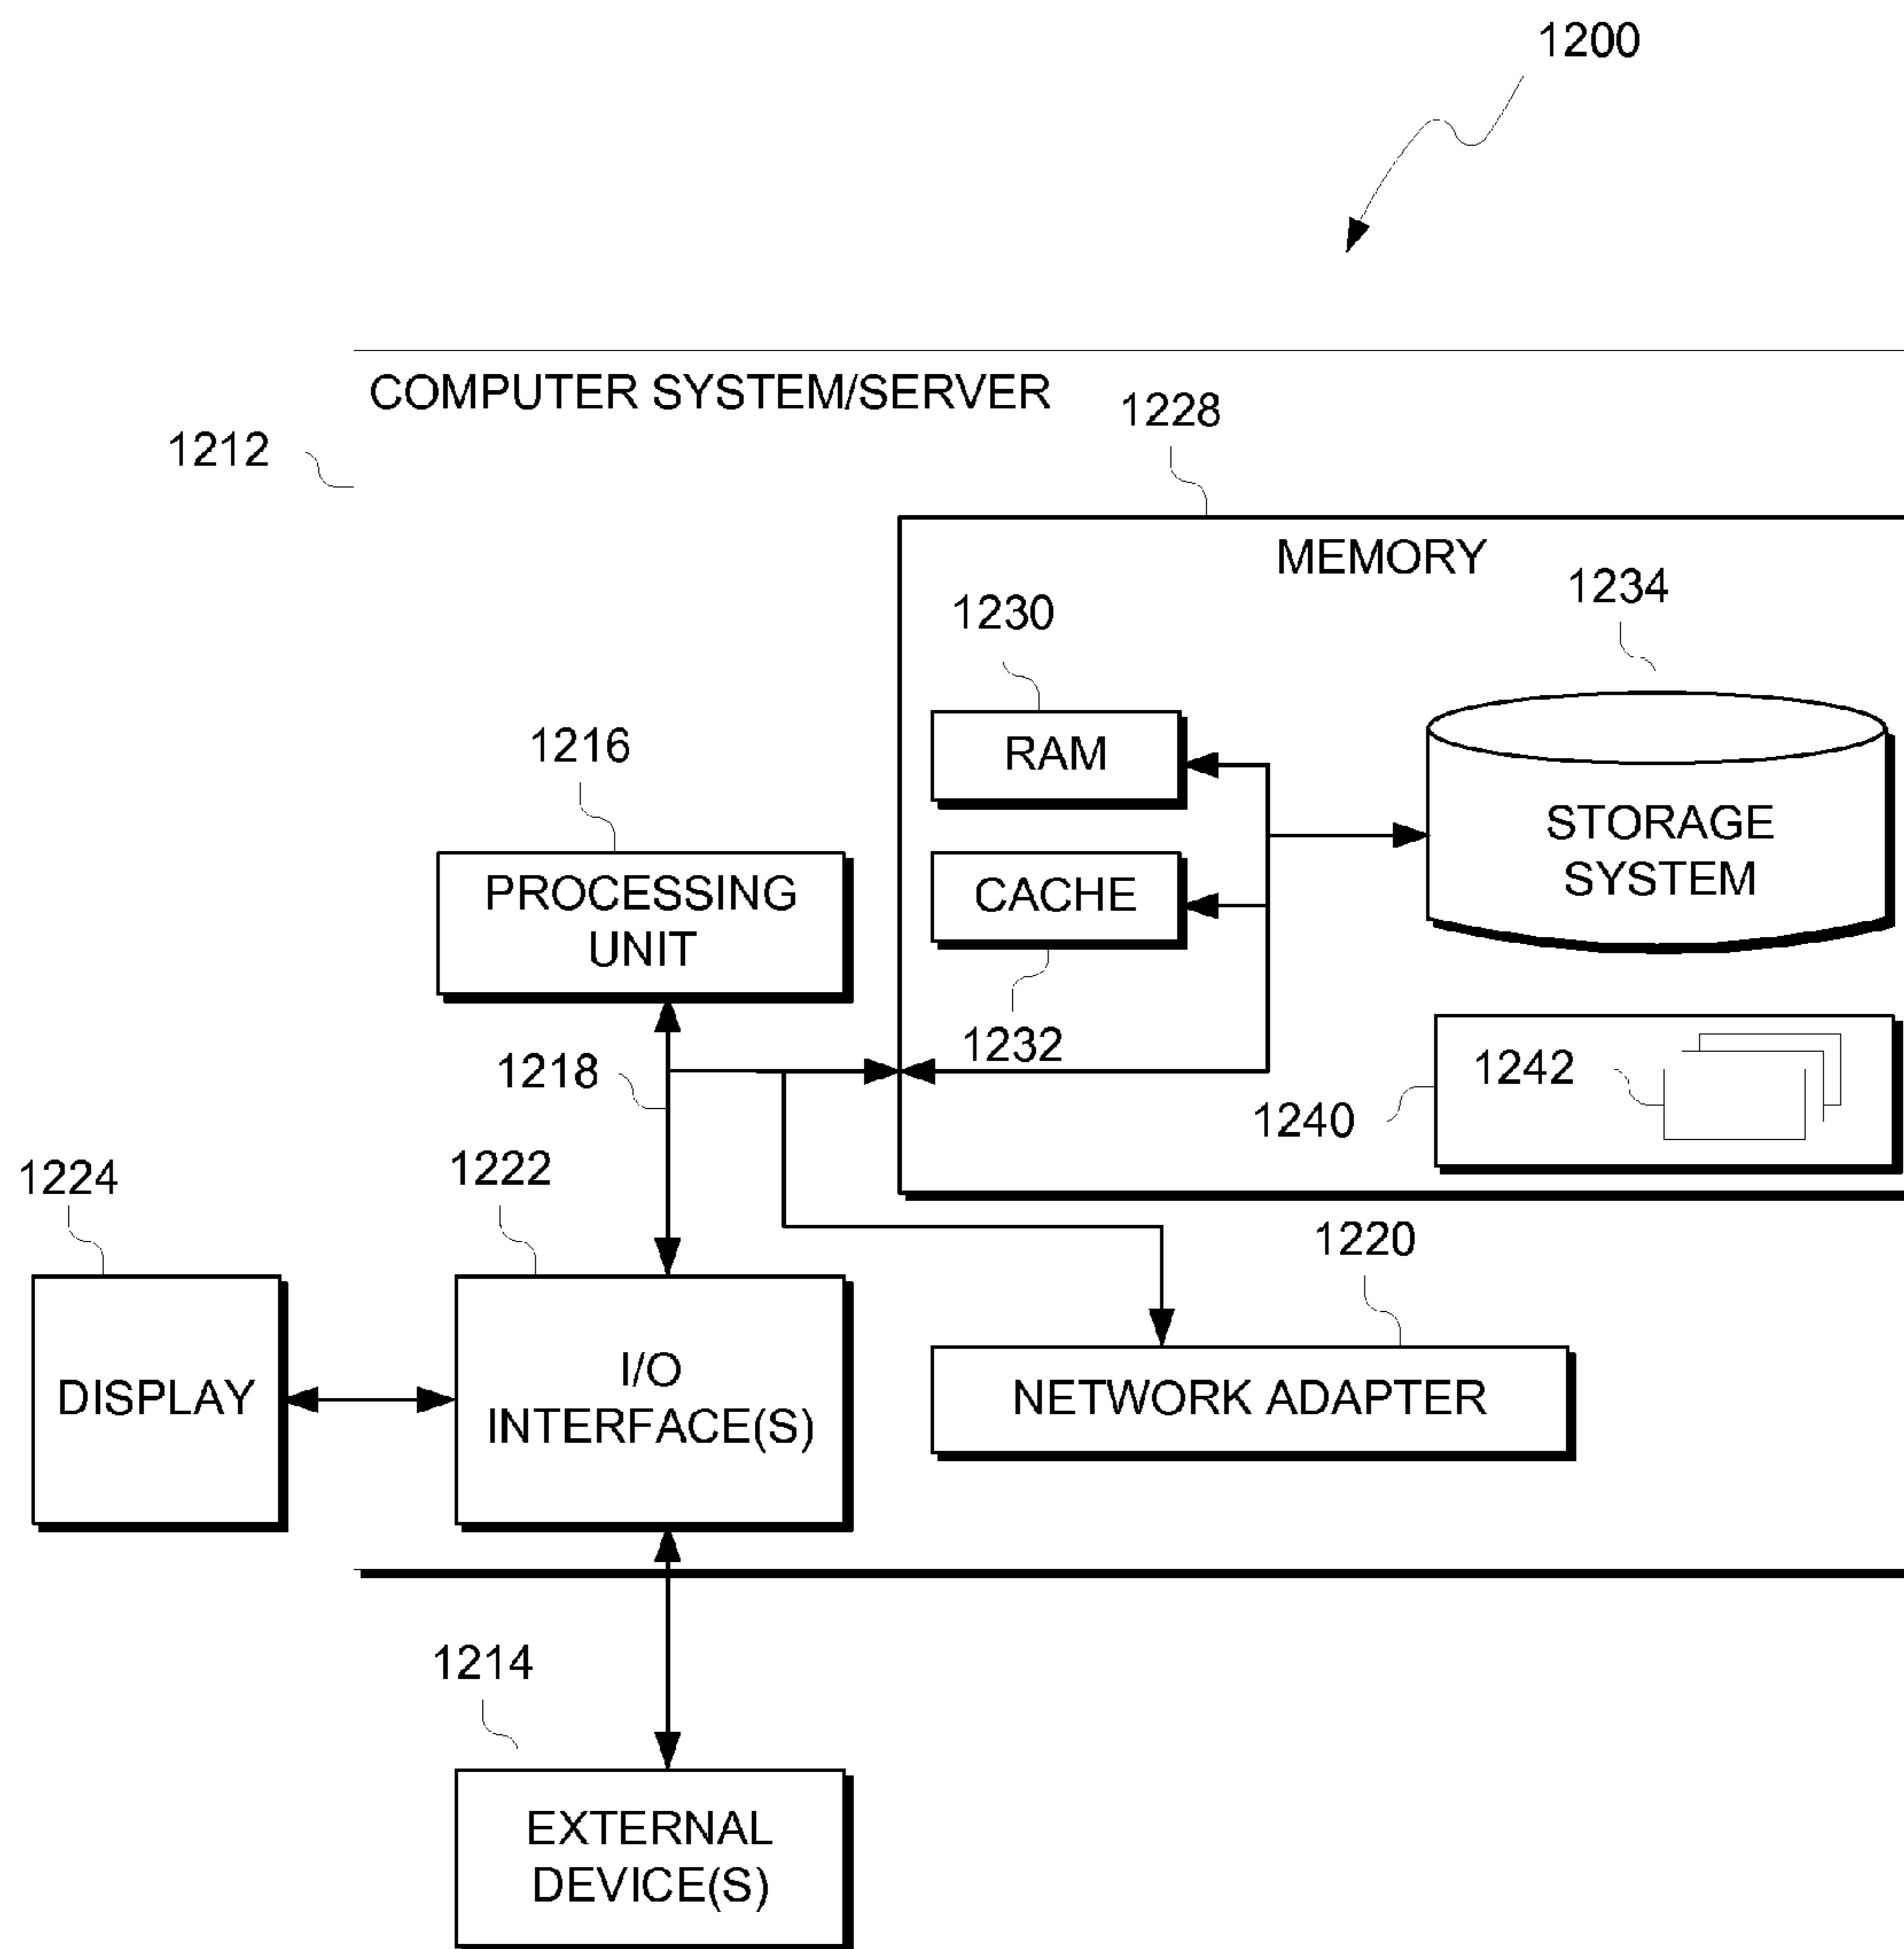 1200
COMPUTER SYSTEM/SERVER
1212
1228
MEMORY
1234
1230
RAM
STORAGE
SYSTEM
1216
PROCESSING
UNIT
CACHE
1232
1218
1242
1240
1224
1222
1220
DISPLAY
I/O
INTERFACE(S)
NETWORK ADAPTER
1214
EXTERNAL
DEVICE(S)